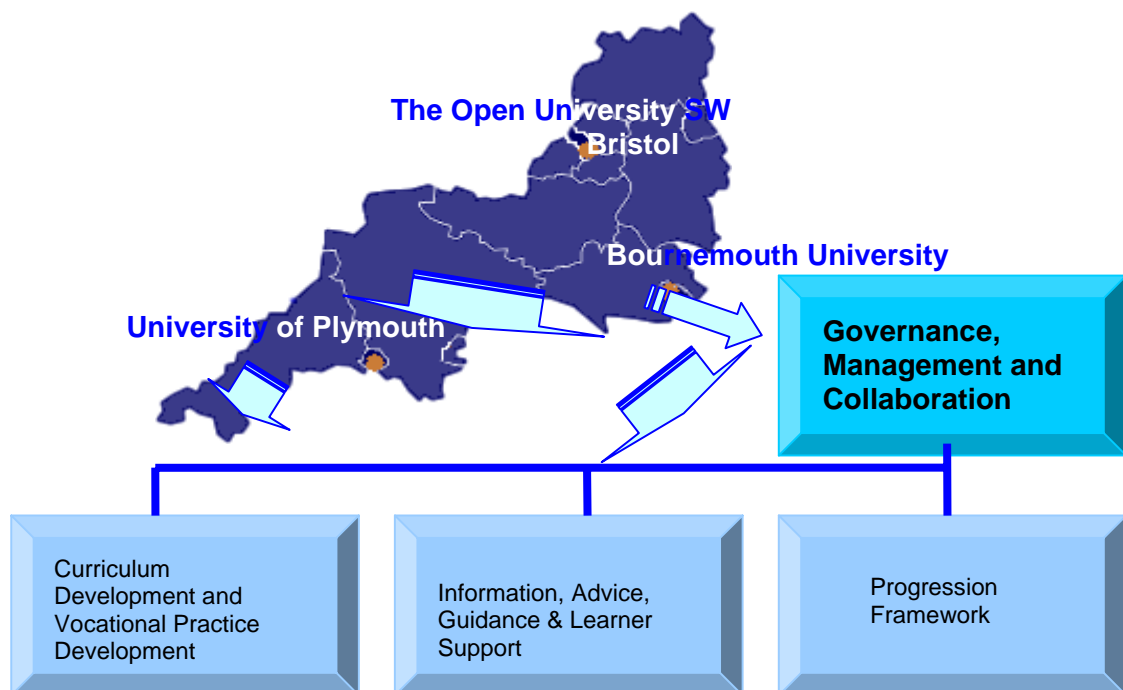 The Open University SW
Bristol
Bournemouth University
University of Plymouth
Governance,
Management and
Collaboration
Curriculum
Development and
Vocational Practice
Development
Information, Advice,
Guidance & Learner
Support
Progression
Framework